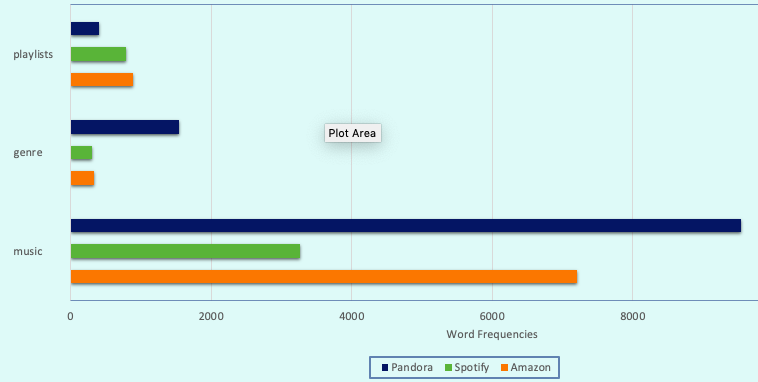 playlists
Plot Area
genre
music
0 2000 4000 6000 8000
Word Frequencies
Pandora Spotify Amazon